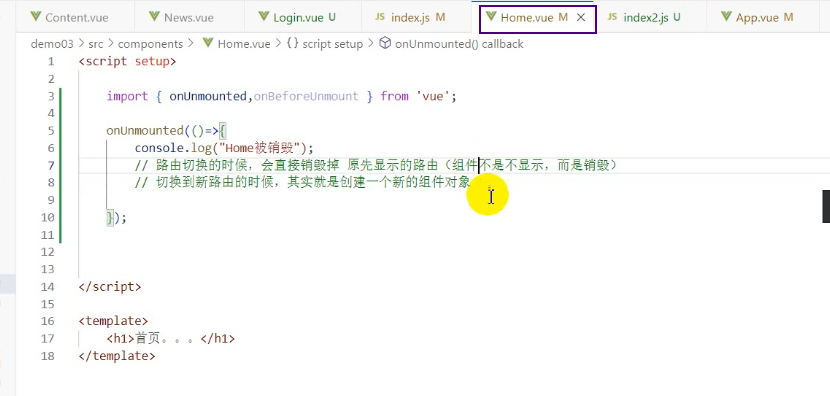 Content.vue News.vue Login.vue U JS index.js M Home.vue M × JS index2.js U App.vue M
demo03 > src > components > Home.vue > {} script setup > onUnmounted() callback
1 <script setup>
2
3 import { onUnmounted,onBeforeUnmount } from 'vue';
4
5 onUnmounted(()=>{
6 console.log("Home被销毁");
7 // 路由切换的时候，会直接销毁掉 原先显示的路由（组件不是不显示，而是销毁）
8 // 切换到新路由的时候，其实就是创建一个新的组件对象
9
10 });
11
12
13
14 </script>
15
16 <template>
17 <h1>首页。。。</h1>
18 </template>